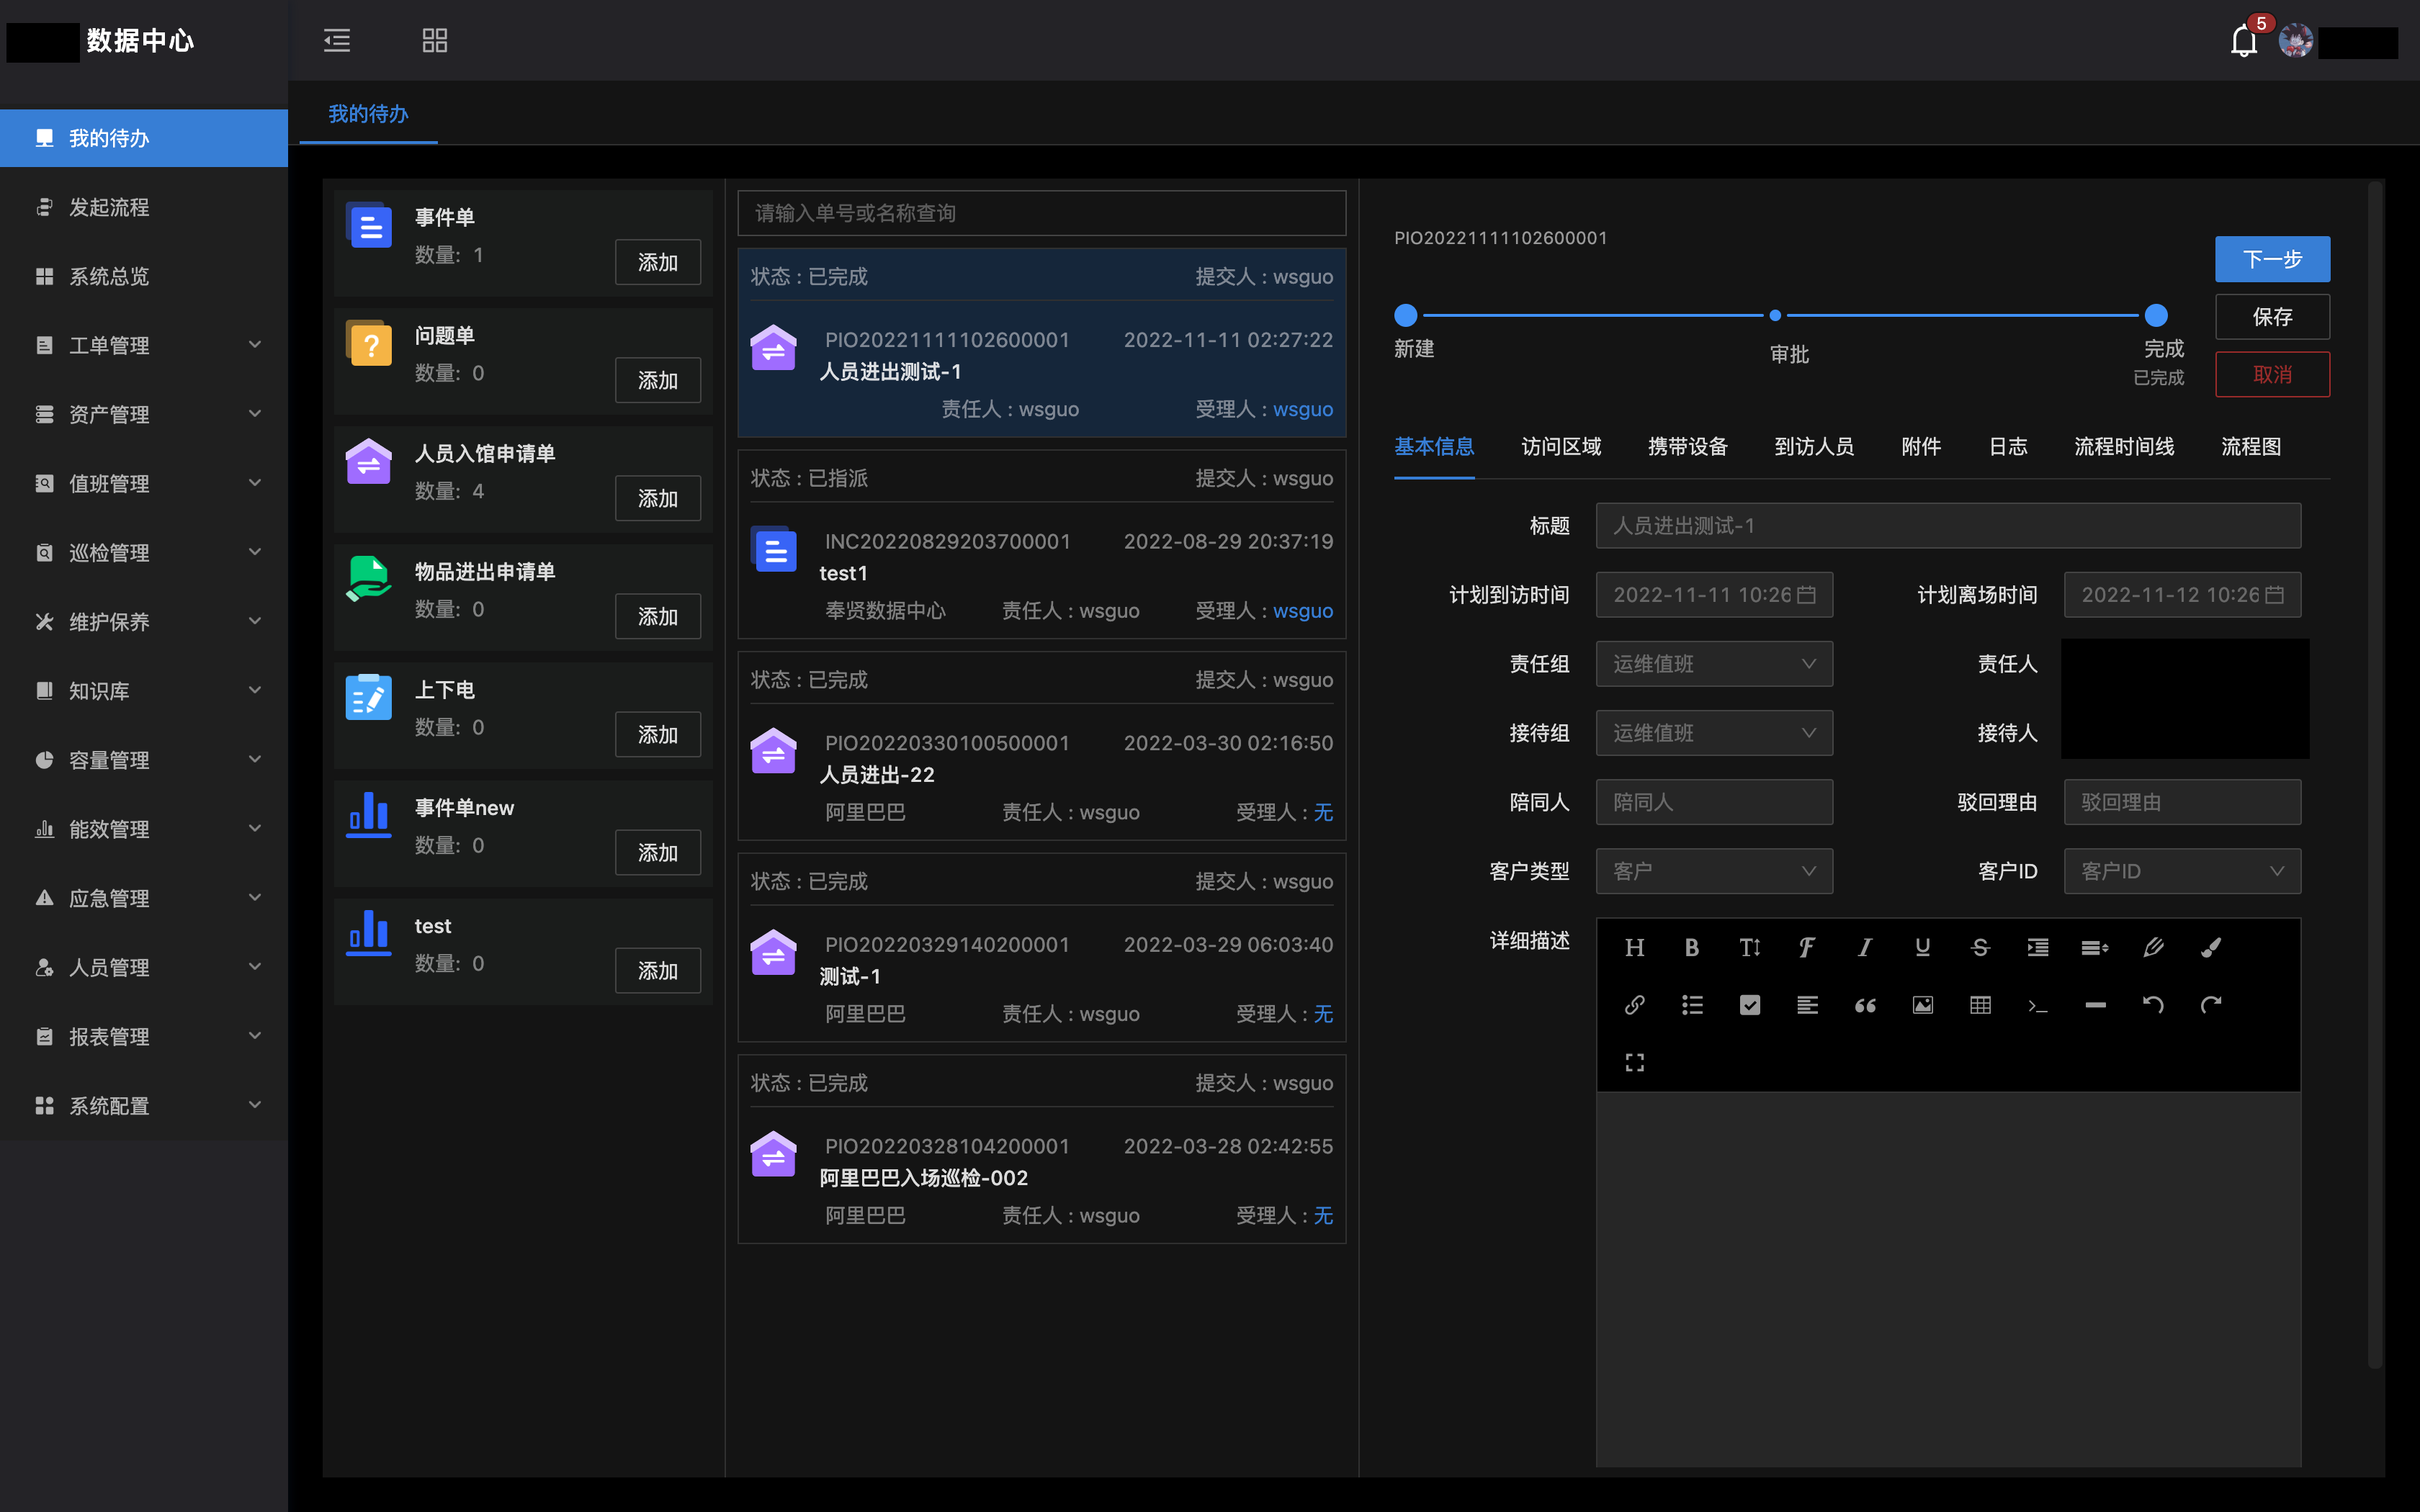 数据中心
5
我的待办
我的待办
发起流程
系统总览
工单管理
资产管理
值班管理
巡检管理
维护保养
知识库
容量管理
能效管理
应急管理
人员管理
报表管理
系统配置
事件单
数量: 1
添加
问题单
数量: 0
添加
人员入馆申请单
数量: 4
添加
物品进出申请单
数量: 0
添加
上下电
数量: 0
添加
事件单new
数量: 0
添加
test
数量: 0
添加
请输入单号或名称查询
状态 : 已完成 提交人 : wsguo
PIO20221111102600001 2022-11-11 02:27:22
人员进出测试-1
责任人 : wsguo 受理人 : wsguo
状态 : 已指派 提交人 : wsguo
INC20220829203700001 2022-08-29 20:37:19
test1
奉贤数据中心 责任人 : wsguo 受理人 : wsguo
状态 : 已完成 提交人 : wsguo
PIO20220330100500001 2022-03-30 02:16:50
人员进出-22
阿里巴巴 责任人 : wsguo 受理人 : 无
状态 : 已完成 提交人 : wsguo
PIO20220329140200001 2022-03-29 06:03:40
测试-1
阿里巴巴 责任人 : wsguo 受理人 : 无
状态 : 已完成 提交人 : wsguo
PIO20220328104200001 2022-03-28 02:42:55
阿里巴巴入场巡检-002
阿里巴巴 责任人 : wsguo 受理人 : 无
PIO20221111102600001
下一步
保存
取消
新建 审批 完成
已完成
基本信息 访问区域 携带设备 到访人员 附件 日志 流程时间线 流程图
标题 人员进出测试-1
计划到访时间 2022-11-11 10:26 计划离场时间 2022-11-12 10:26
责任组 运维值班 责任人
接待组 运维值班 接待人
陪同人 陪同人 驳回理由 驳回理由
客户类型 客户 客户ID 客户ID
详细描述